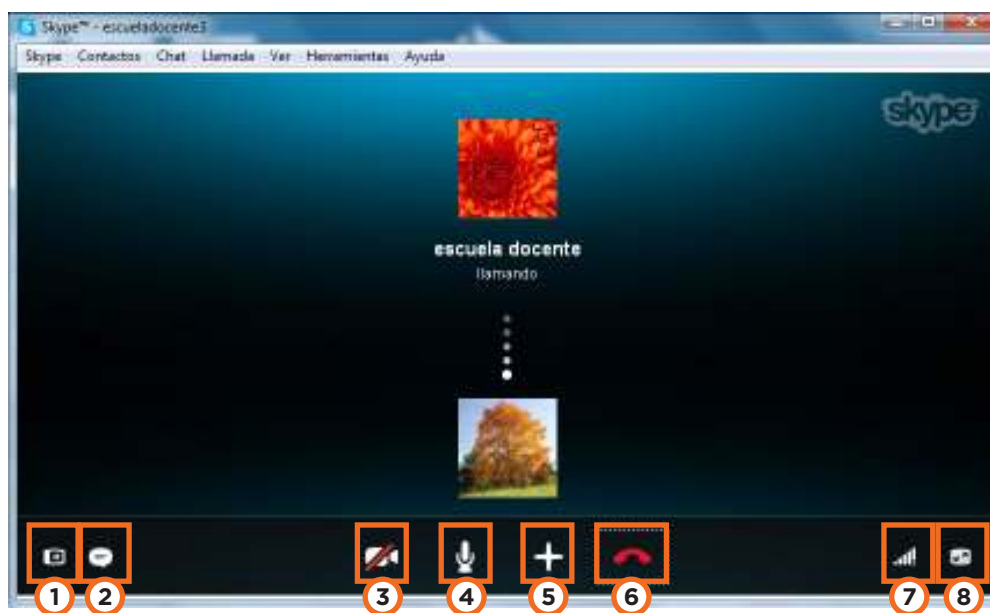 Skype™ - escueladocente3
Skype Contactos Chat Llamada Ver Herramientas Ayuda
skype
escuela docente
llamando
1 2 3 4 5 6 7 8